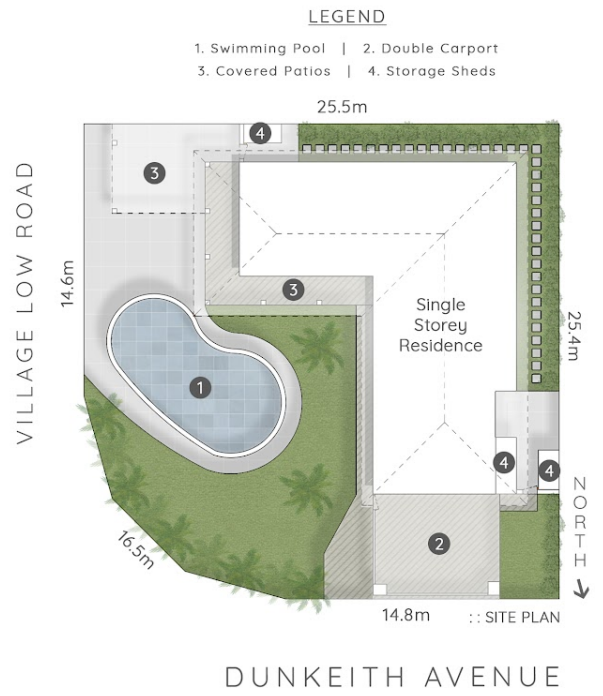 LEGEND
1. Swimming Pool | 2. Double Carport
3. Covered Patios | 4. Storage Sheds
25.5m
4
3
VILLAGE LOW ROAD
14.6m
3
Single
Storey
Residence
25.4m
1
4
4
NORTH
2
16.5m
14.8m
:: SITE PLAN
DUNKEITH AVENUE